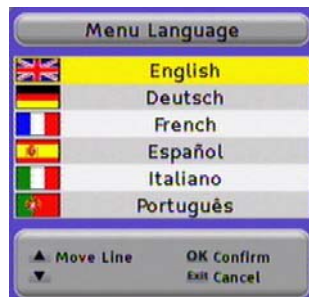 Menu Language
English
Deutsch
French
Español
Italiano
Português
▲ Move Line OK Confirm
▼ Exit Cancel